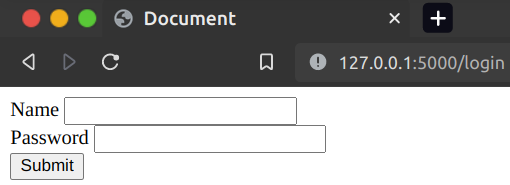 Document
127.0.0.1:5000/login
Name
Password
Submit